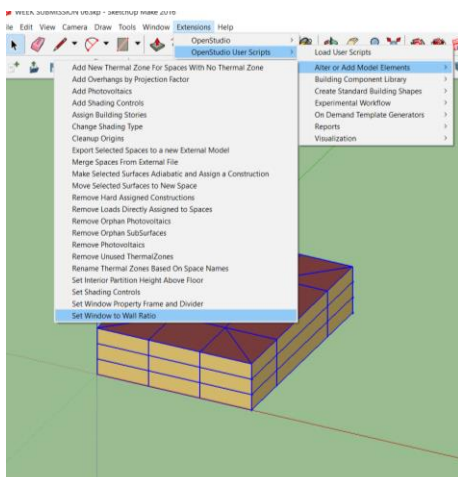 WEEK SUBMISSION 06.skp - SketchUp Make 2016
ile Edit View Camera Draw Tools Window Extensions Help
OpenStudio
OpenStudio User Scripts
Load User Scripts
Alter or Add Model Elements
Building Component Library
Create Standard Building Shapes
Experimental Workflow
On Demand Template Generators
Reports
Visualization
Add New Thermal Zone For Spaces With No Thermal Zone
Add Overhangs by Projection Factor
Add Photovoltaics
Add Shading Controls
Assign Building Stories
Change Shading Type
Cleanup Origins
Export Selected Spaces to a new External Model
Merge Spaces From External File
Make Selected Surfaces Adiabatic and Assign a Construction
Move Selected Surfaces to New Space
Remove Hard Assigned Constructions
Remove Loads Directly Assigned to Spaces
Remove Orphan Photovoltaics
Remove Orphan SubSurfaces
Remove Photovoltaics
Remove Unused ThermalZones
Rename Thermal Zones Based On Space Names
Set Interior Partition Height Above Floor
Set Shading Controls
Set Window Property Frame and Divider
Set Window to Wall Ratio